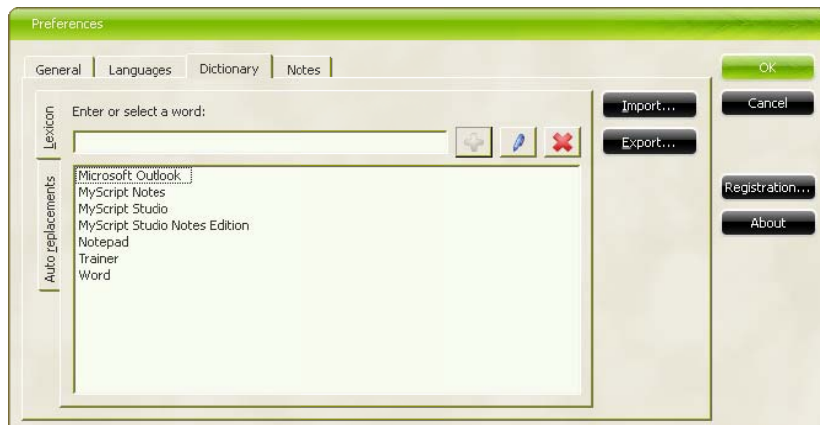 Preferences
General Languages Dictionary Notes
OK
Lexicon
Enter or select a word:
Import...
Cancel
Export...
Auto replacements
Microsoft Outlook
MyScript Notes
MyScript Studio
MyScript Studio Notes Edition
Notepad
Trainer
Word
Registration...
About